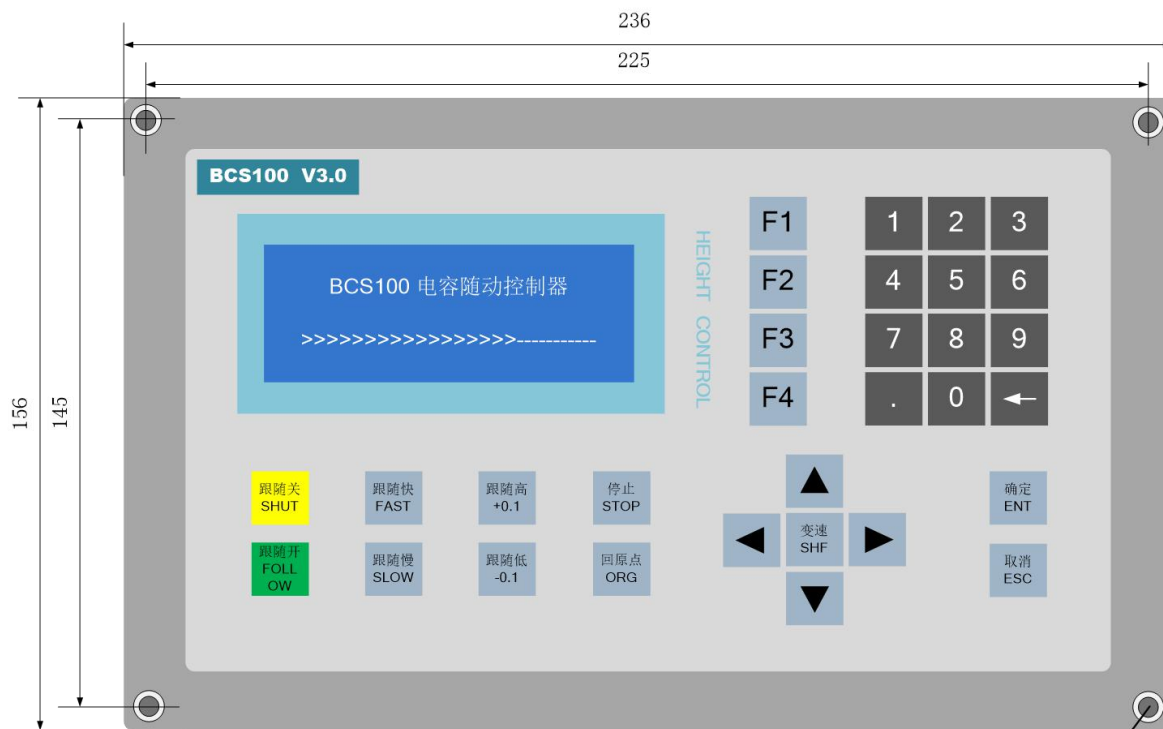 236
225
156
145
BCS100 V3.0
BCS100 电容随动控制器
>>>>>>>>>>>>>>>>>-----------
HEIGHT CONTROL
F1
F2
F3
F4
1 2 3
4 5 6
7 8 9
. 0 ←
跟随关
SHUT
跟随快
FAST
跟随高
+0.1
停止
STOP
跟随开
FOLL
OW
跟随慢
SLOW
跟随低
-0.1
回原点
ORG
变速
SHF
确定
ENT
取消
ESC